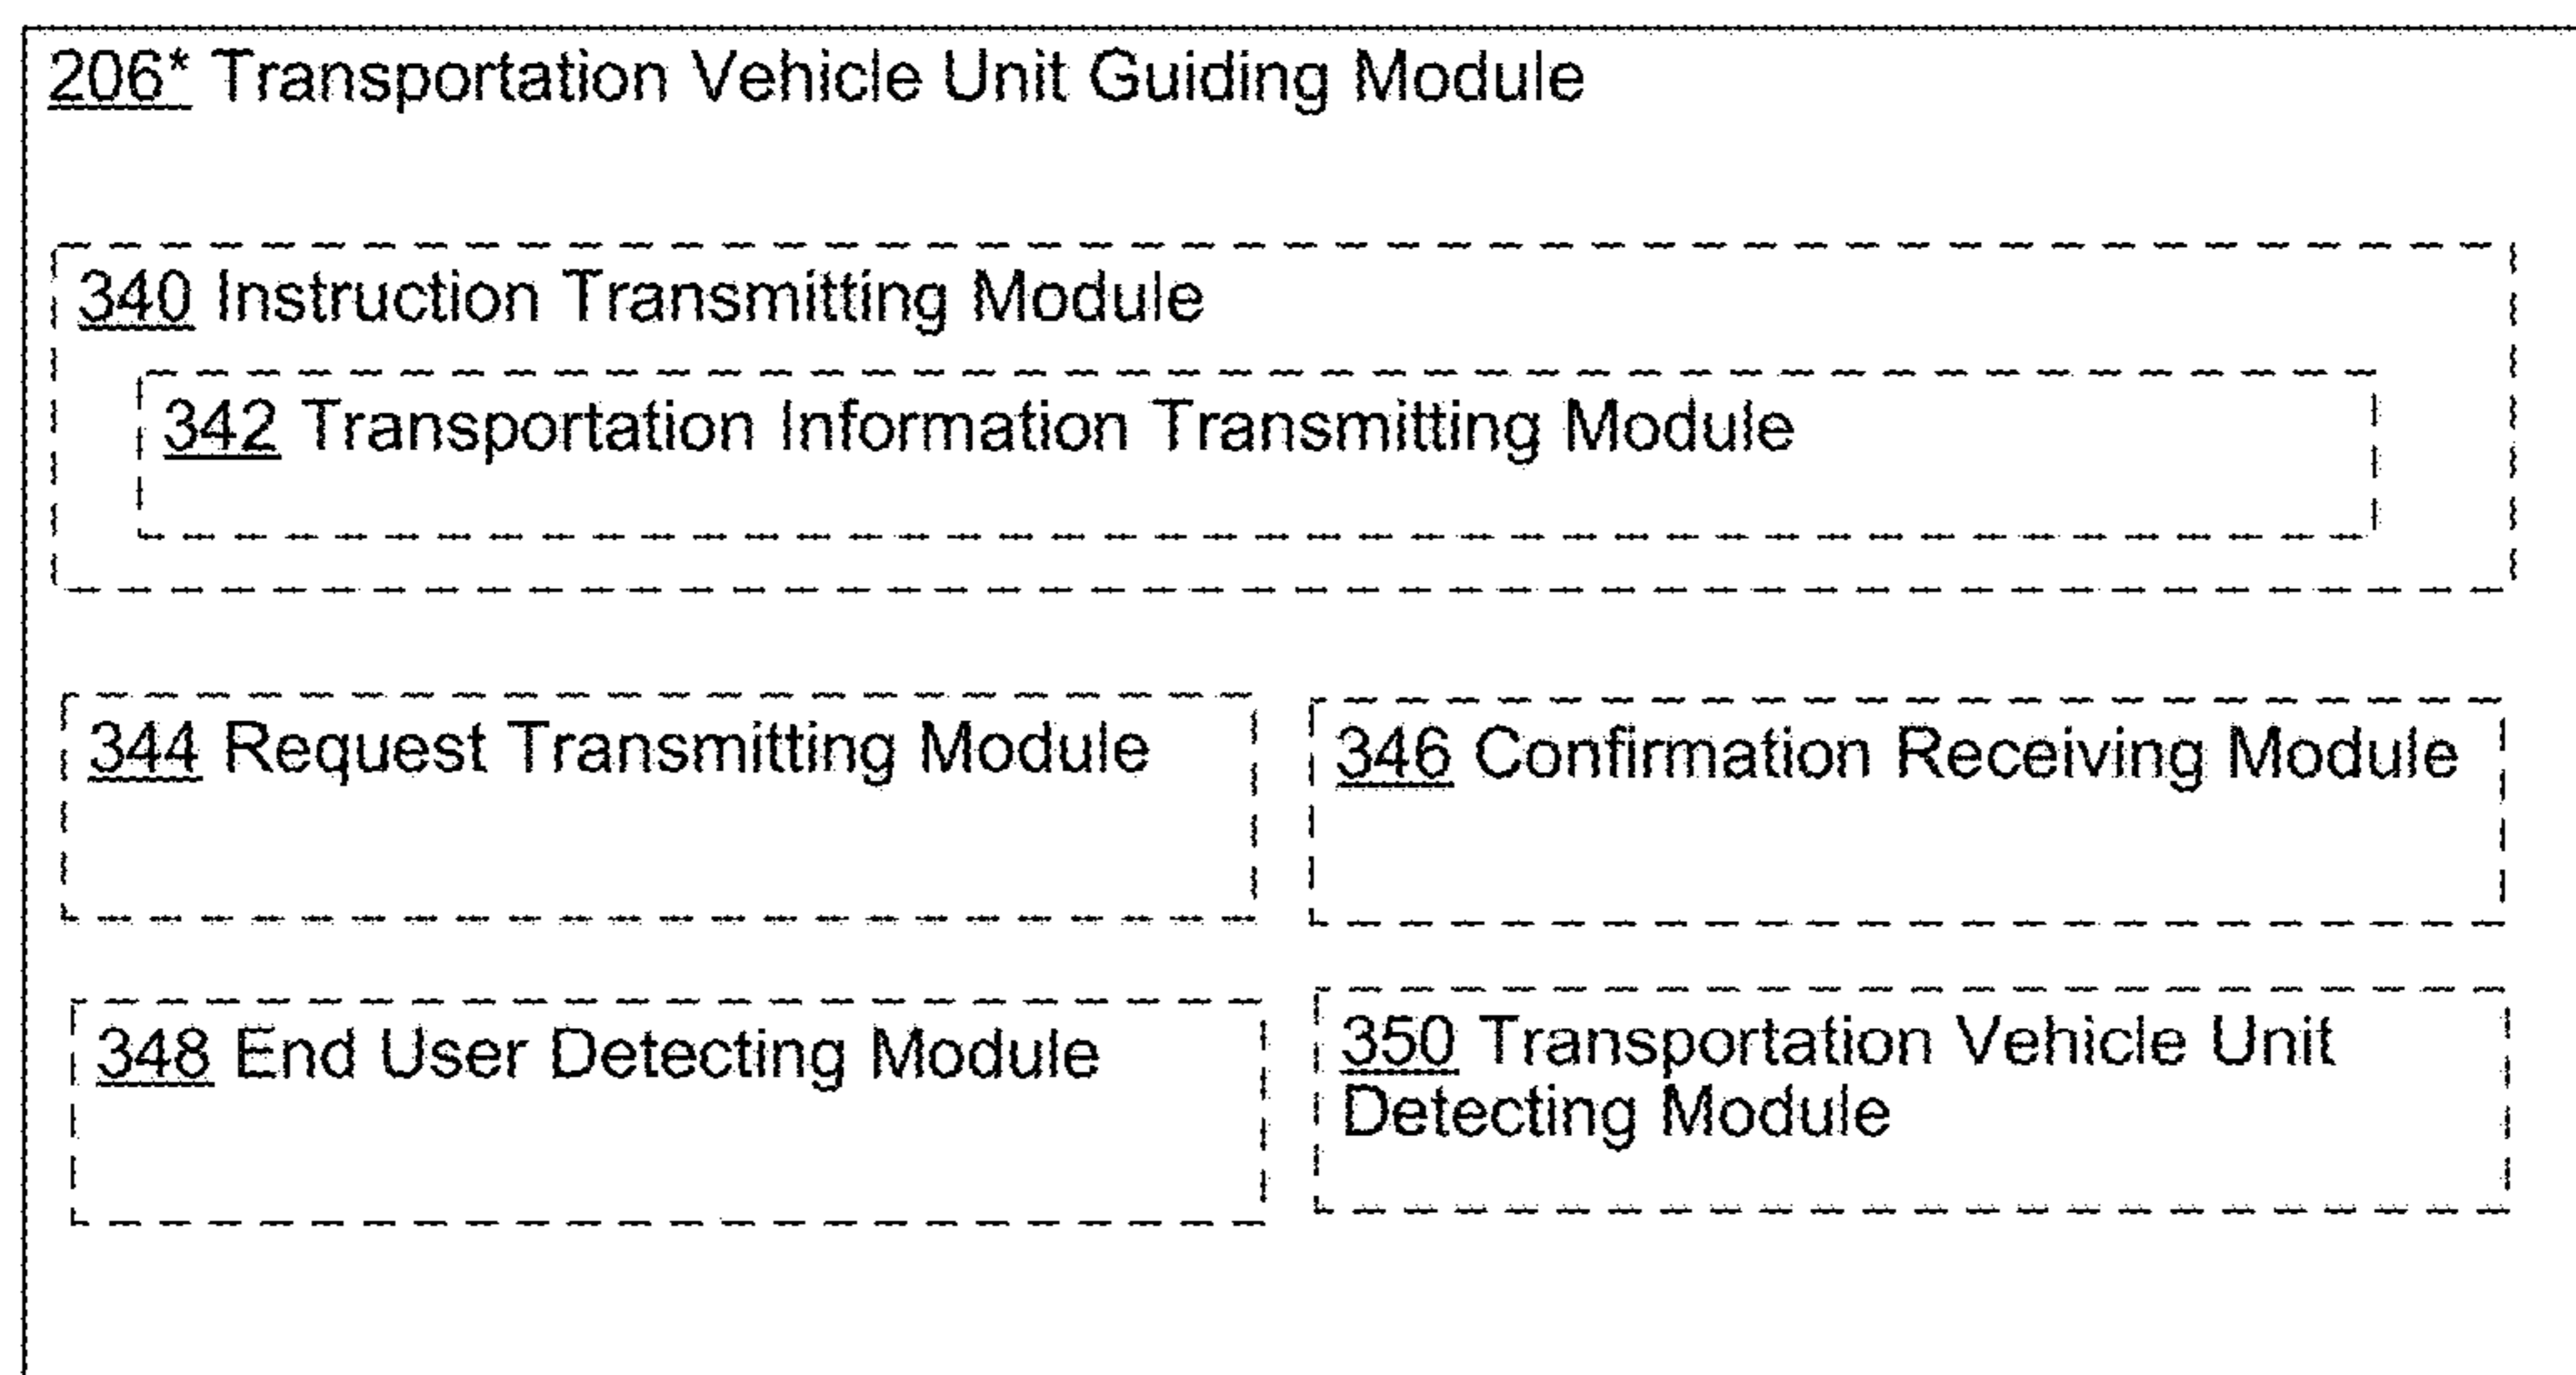 206* Transportation Vehicle Unit Guiding Module
340 Instruction Transmitting Module
342 Transportation Information Transmitting Module
344 Request Transmitting Module
346 Confirmation Receiving Module
348 End User Detecting Module
350 Transportation Vehicle Unit
Detecting Module